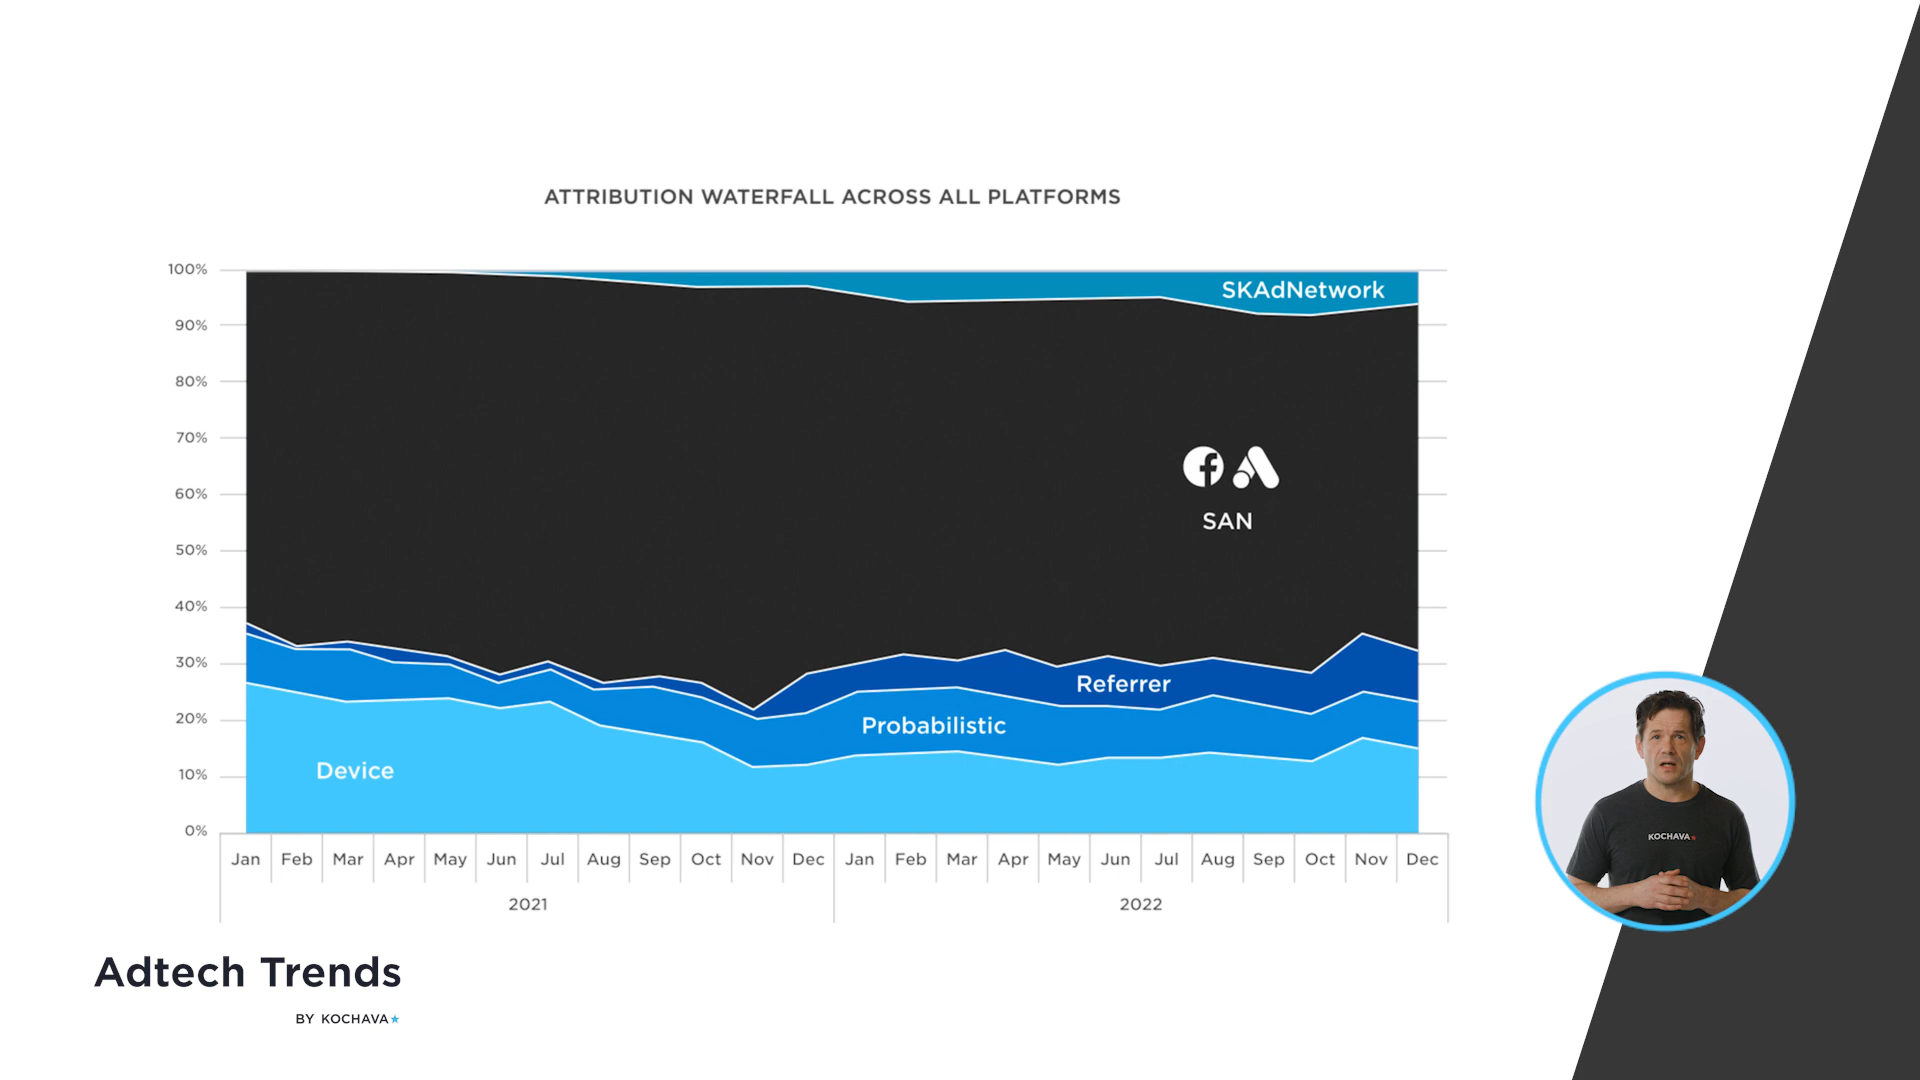 ATTRIBUTION WATERFALL ACROSS ALL PLATFORMS
100%
90%
80%
70%
60%
50%
40%
30%
20%
10%
0%
SKAdNetwork
SAN
Referrer
Probabilistic
Device
Jan Feb Mar Apr May Jun Jul Aug Sep Oct Nov Dec Jan Feb Mar Apr May Jun Jul Aug Sep Oct Nov Dec
2021 2022
KOCHAVA
Adtech Trends
BY KOCHAVA